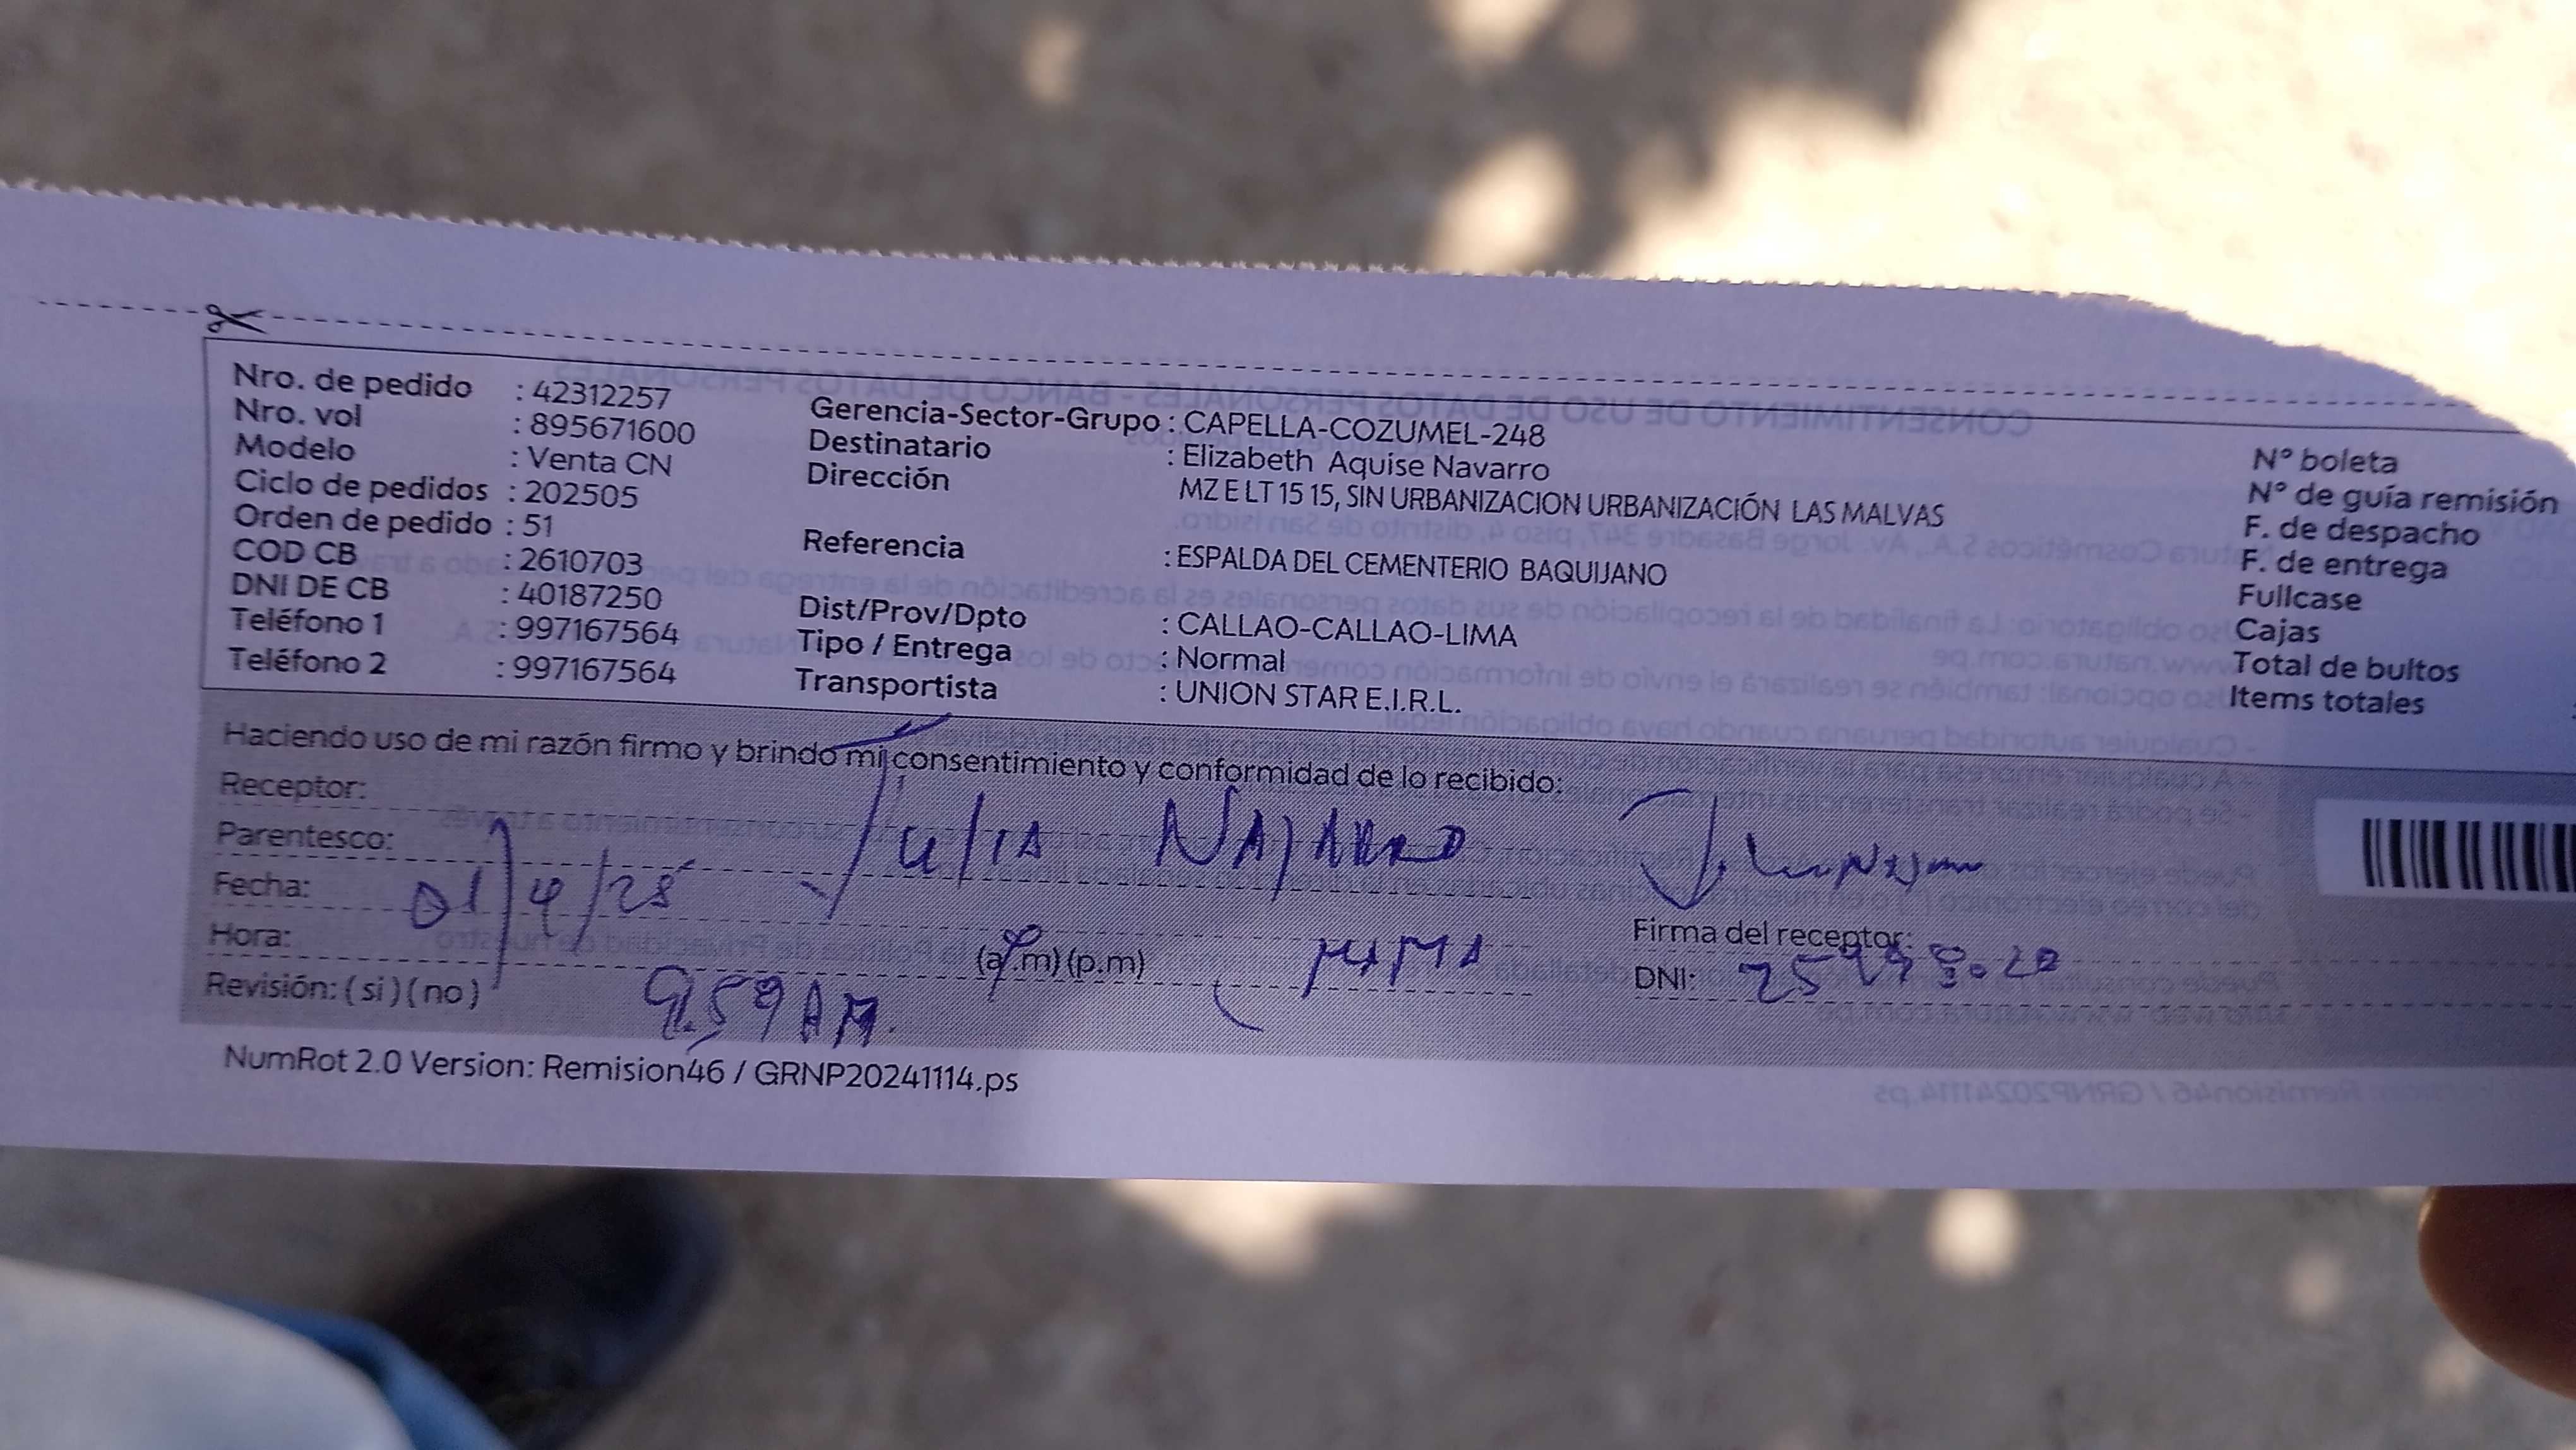 Nro. de pedido : 42312257
Nro. vol : 895671600
Modelo : Venta CN
Ciclo de pedidos : 202505
Orden de pedido : 51
COD CB : 2610703
DNI DE CB : 40187250
Teléfono 1 : 997167564
Teléfono 2 : 997167564
Gerencia-Sector-Grupo : CAPELLA-COZUMEL-248
Destinatario : Elizabeth Aquise Navarro
Dirección MZ E LT 15 15, SIN URBANIZACION URBANIZACIÓN LAS MALVAS
Referencia : ESPALDA DEL CEMENTERIO BAQUIJANO
Dist/Prov/Dpto : CALLAO-CALLAO-LIMA
Tipo / Entrega : Normal
Transportista : UNION STAR E.I.R.L.
N° boleta
N° de guía remisión
F. de despacho
F. de entrega
Fullcase
Cajas
Total de bultos
Items totales
Haciendo uso de mi razón firmo y brindo mi consentimiento y conformidad de lo recibido:
Receptor:
Julia
Parentesco:
Fecha: 01/4/25
Hora: (a.m)(p.m)
Revisión: (si)(no) 9.59 AM.
Firma del receptor:
DNI:
NumRot 2.0 Version: Remision46 / GRNP20241114.ps